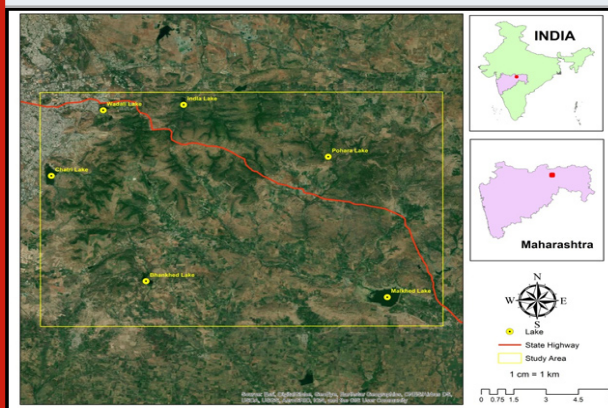 INDIA
Wadali Lake
Indla Lake
Pohara Lake
Chatri Lake
Maharashtra
Bhankhed Lake
Malkhed Lake
N
W E
S
Lake
State Highway
Study Area
1 cm = 1 km
0 0.75 1.5 3 4.5